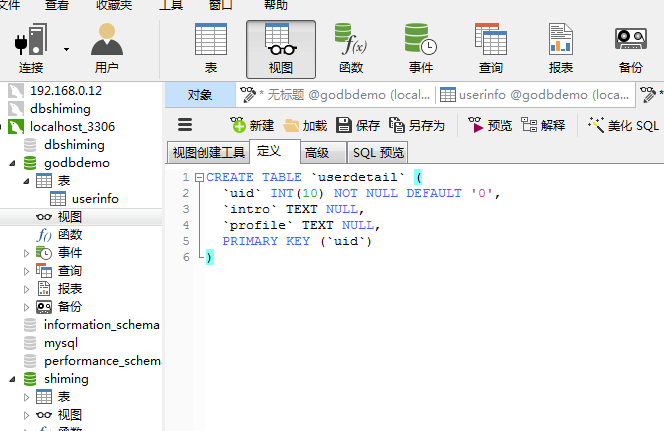 文件 查看 收藏夹 工具 窗口 帮助
连接 用户 表 视图 函数 事件 查询 报表 备份
192.168.0.12
dbshiming
localhost_3306
dbshiming
godbdemo
表
userinfo
视图
函数
事件
查询
报表
备份
information_schema
mysql
performance_schema
shiming
表
视图
函数
对象 * 无标题 @godbdemo (local... userinfo @godbdemo (loca... *
新建 加载 保存 另存为 预览 解释 美化 SQL
视图创建工具 定义 高级 SQL 预览
1 CREATE TABLE `userdetail` (
2 `uid` INT(10) NOT NULL DEFAULT '0',
3 `intro` TEXT NULL,
4 `profile` TEXT NULL,
5 PRIMARY KEY (`uid`)
6 )